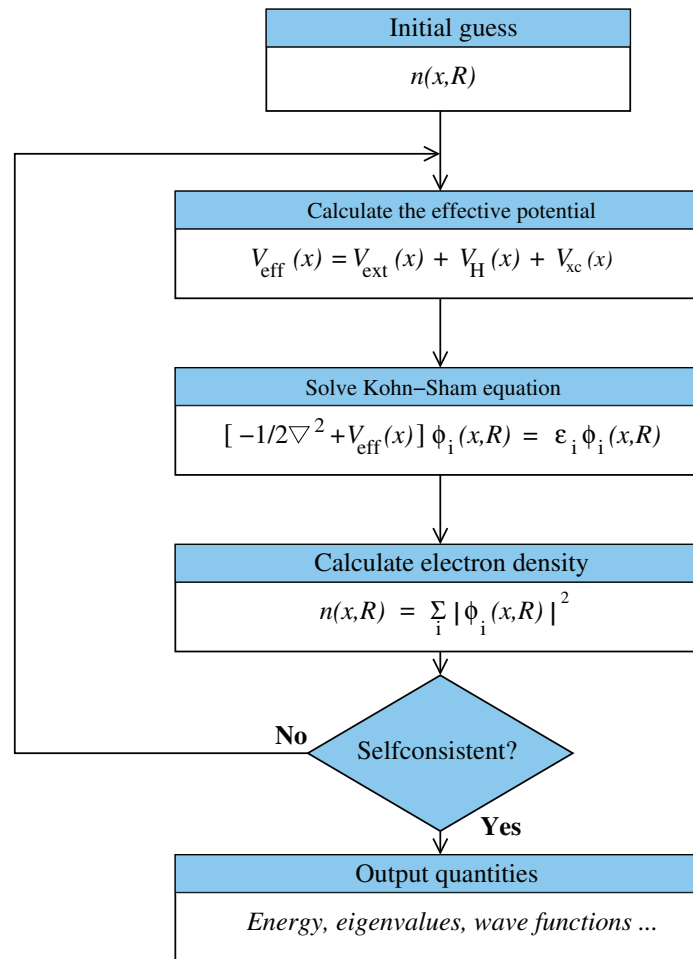 Initial guess
n(x,R)
Calculate the effective potential
V_eff (x) = V_ext (x) + V_H (x) + V_xc (x)
Solve Kohn−Sham equation
[ −1/2▽² +V_eff (x) ] ϕ_i (x,R) = ε_i ϕ_i (x,R)
Calculate electron density
n(x,R) = Σ_i |ϕ_i (x,R) |²
No
Selfconsistent?
Yes
Output quantities
Energy, eigenvalues, wave functions ...